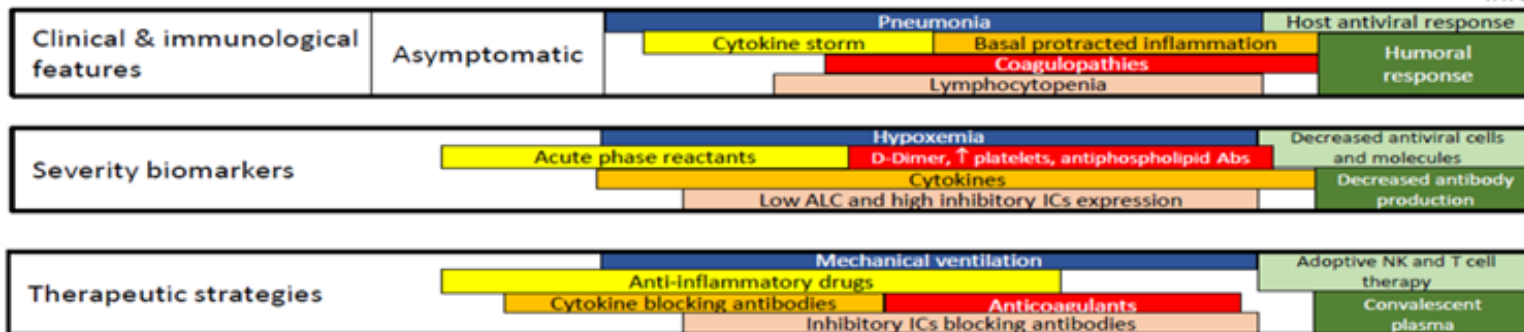 Clinical & immunological
features
Asymptomatic
Pneumonia
Host antiviral response
Cytokine storm
Basal protracted inflammation
Humoral
response
Coagulopathies
Lymphocytopenia
Severity biomarkers
Hypoxemia
Decreased antiviral cells
and molecules
Acute phase reactants
D-Dimer, ↑ platelets, antiphospholipid Abs
Cytokines
Decreased antibody
production
Low ALC and high inhibitory ICs expression
Therapeutic strategies
Mechanical ventilation
Adoptive NK and T cell
therapy
Anti-inflammatory drugs
Cytokine blocking antibodies
Anticoagulants
Convalescent
plasma
Inhibitory ICs blocking antibodies